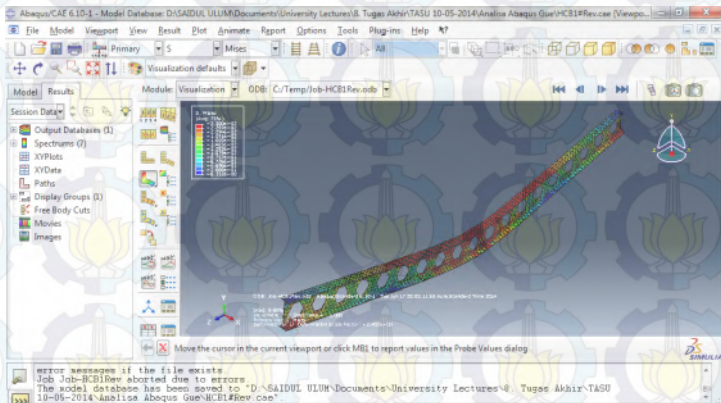 Abaqus/CAE 6.10-1 - Model Database: D:\SAIDUL ULUM\Documents\University Lectures\8. Tugas Akhir\TASU 10-05-2014\Analisa Abaqus Gue\HCB1#Rev.cae [Viewpo...
File Model Viewport View Result Plot Animate Report Options Tools Plug-ins Help
Primary S Mises All
Visualization defaults
Model Results
Module: Visualization ODB: C:/Temp/Job-HCB1Rev.odb
Session Data
Output Databases (1)
Spectrums (7)
XYPlots
XYData
Paths
Display Groups (1)
Free Body Cuts
Movies
Images
Move the cursor in the current viewport or click MB1 to report values in the Probe Values dialog
SIMULIA
error messages if the file exists
Job Job-HCB1Rev aborted due to errors
The model database has been saved to "D:\SAIDUL ULUM\Documents\University Lectures\8. Tugas Akhir\TASU
10-05-2014\Analisa Abaqus Gue\HCB1#Rev.cae".